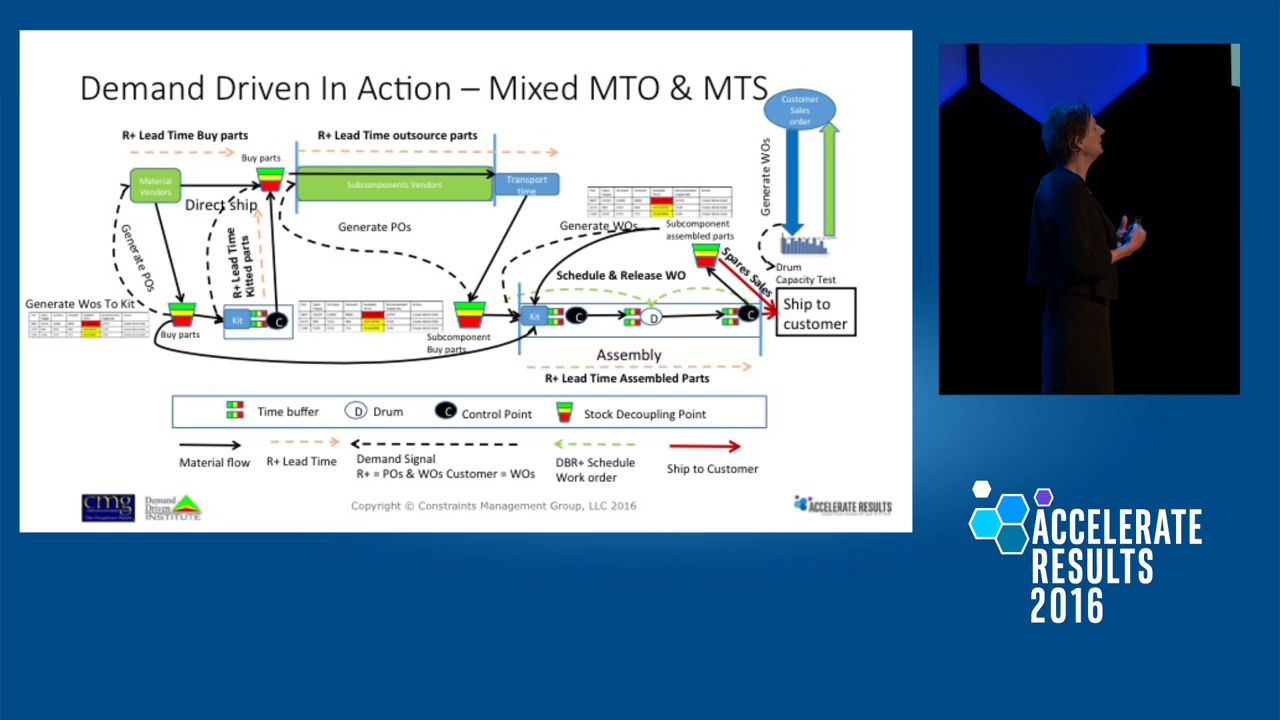 Demand Driven In Action – Mixed MTO & MTS
Customer
Sales
order
R+ Lead Time Buy parts
R+ Lead Time outsource parts
Buy parts
Material
Vendors
Subcomponents Vendors
Transport
time
Generate WOs
Direct ship
Generate POs
Generate POs
R+ Lead Time
Kitted parts
Generate WOs
Subcomponent
assembled parts
Schedule & Release WO
Spares Sales
Drum
Capacity Test
Generate Wos To Kit
Buy parts
Kit
C
Subcomponent
Buy parts
Kit
C
D
C
Ship to
customer
Assembly
R+ Lead Time Assembled Parts
Time buffer
D
Drum
C
Control Point
Stock Decoupling Point
Material flow
R+ Lead Time
Demand Signal
R+ = POs & WOs Customer = WOs
DBR+ Schedule
Work order
Ship to Customer
cmg
Demand
Driven
INSTITUTE
Copyright © Constraints Management Group, LLC 2016
ACCELERATE RESULTS
ACCELERATE
RESULTS
2016